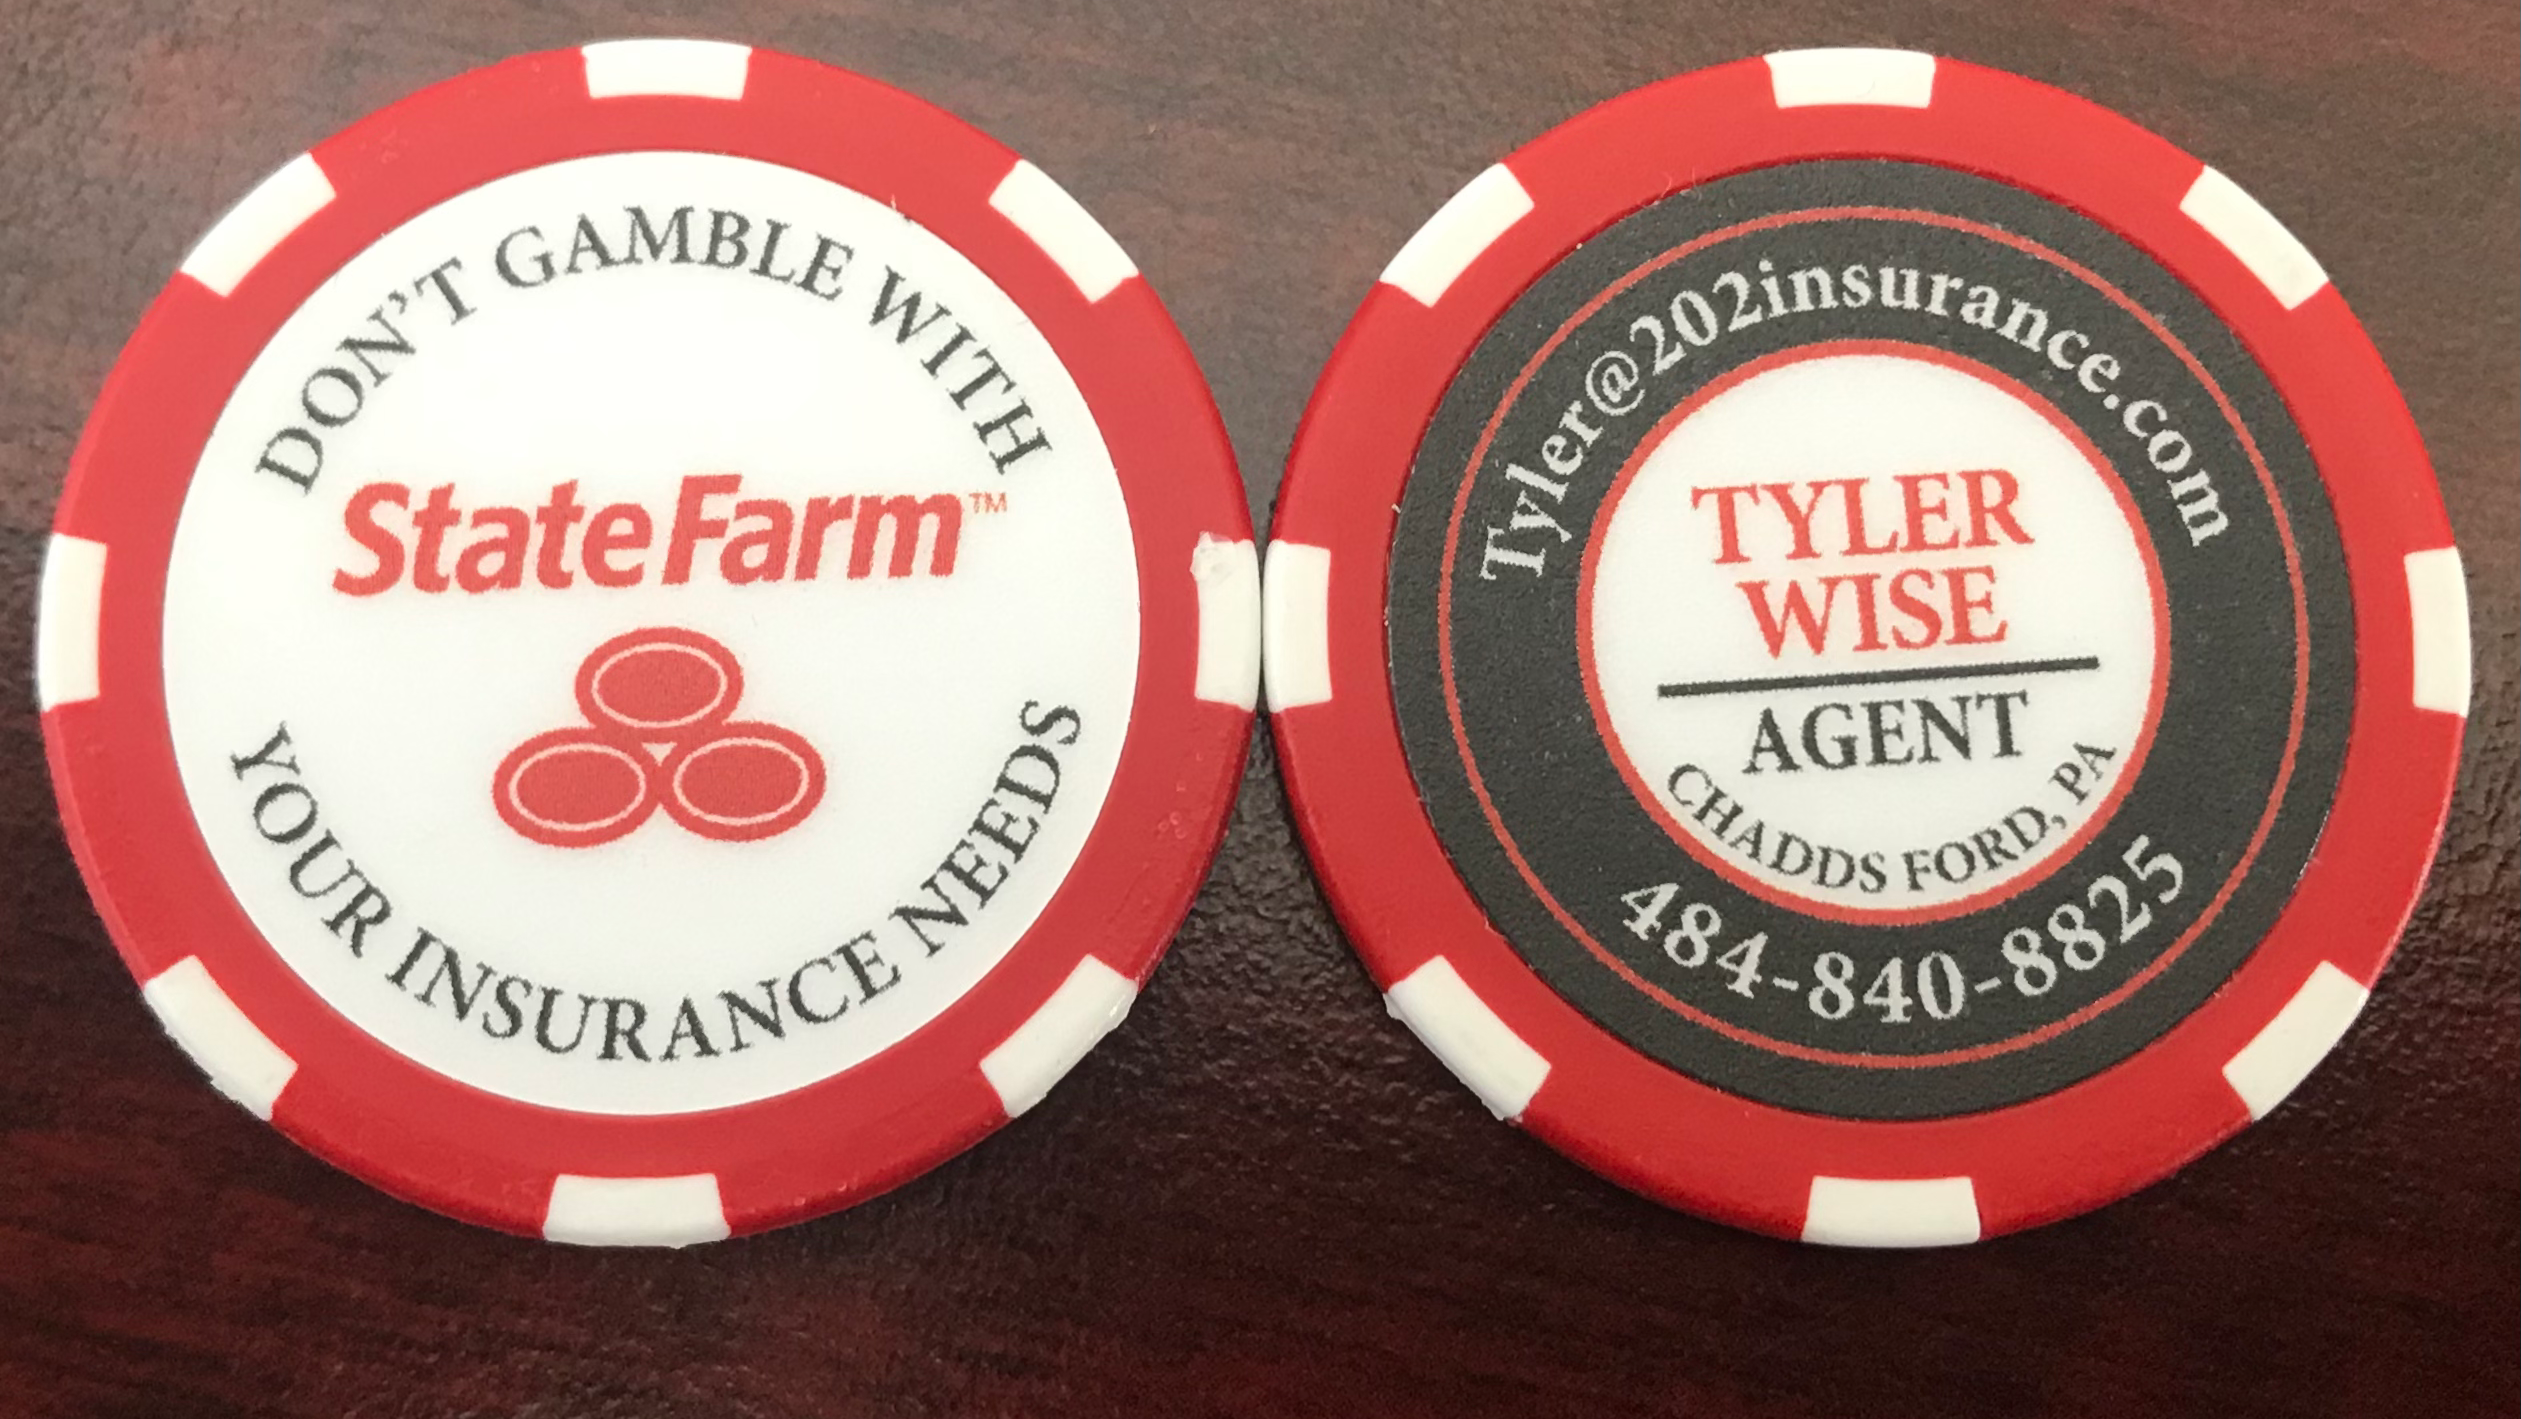 DON'T GAMBLE WITH
StateFarm™
YOUR INSURANCE NEEDS
Tyler@202insurance.com
TYLER
WISE
AGENT
CHADDS FORD, PA
484-840-8825